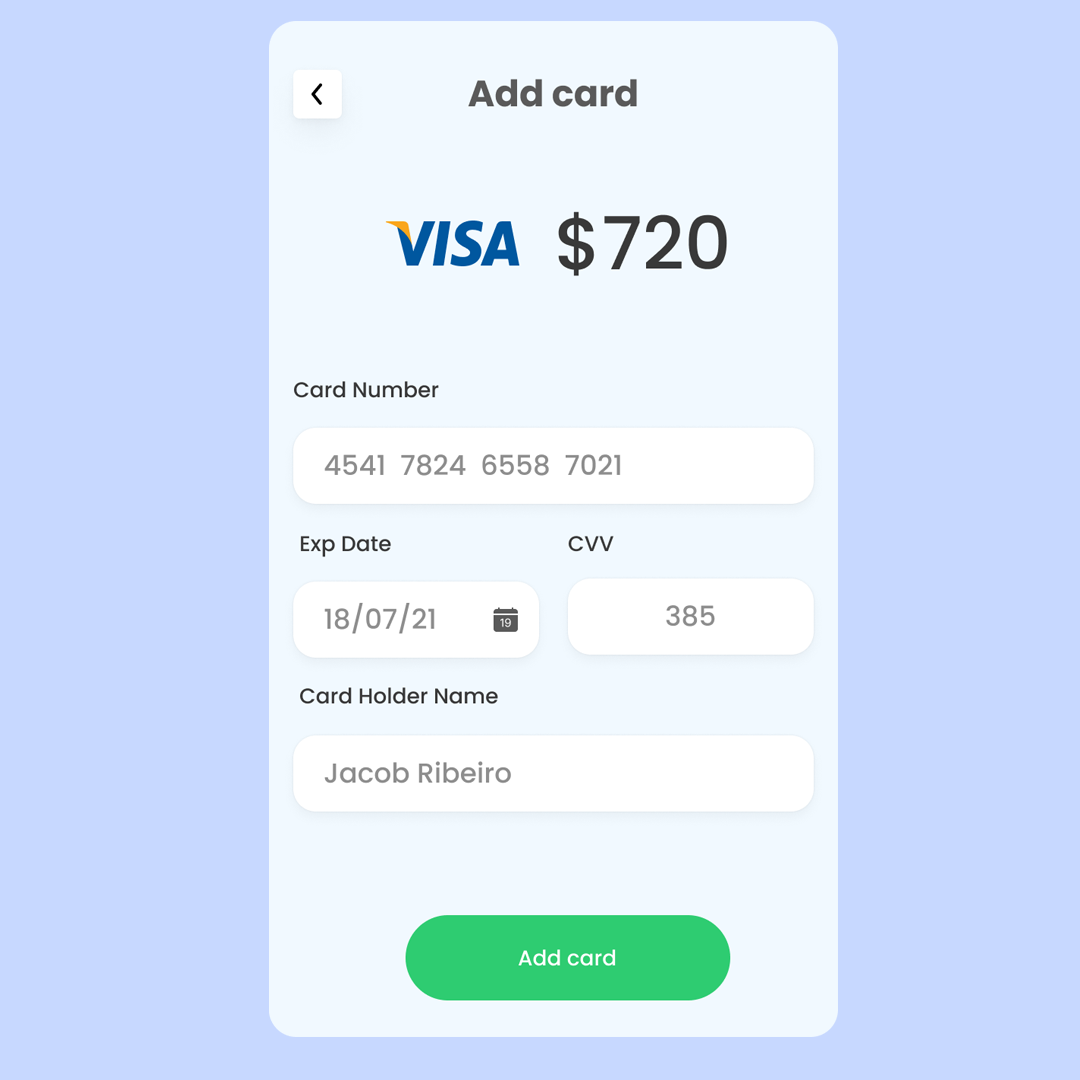 Add card
VISA $720
Card Number
4541 7824 6558 7021
Exp Date CVV
18/07/21 19 385
Card Holder Name
Jacob Ribeiro
Add card